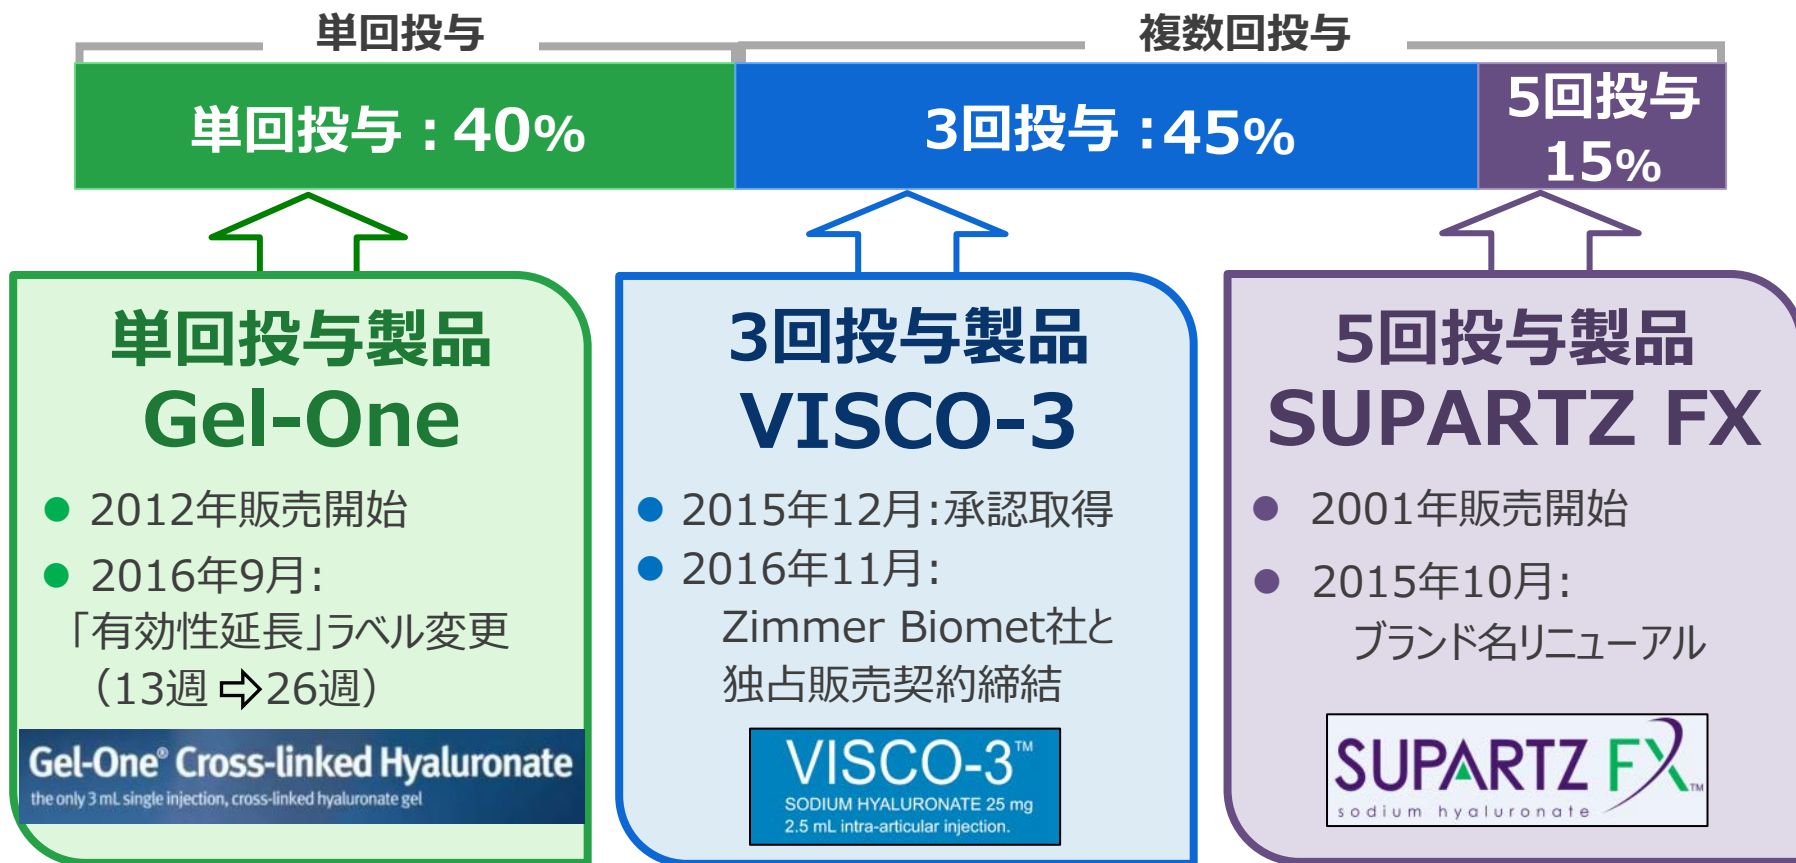 単回投与
複数回投与
単回投与：40%
3回投与：45%
5回投与
15%
単回投与製品
Gel-One
● 2012年販売開始
● 2016年9月:
「有効性延長」ラベル変更
（13週⇨26週）
Gel-One® Cross-linked Hyaluronate
the only 3 mL single injection, cross-linked hyaluronate gel
3回投与製品
VISCO-3
● 2015年12月:承認取得
● 2016年11月:
Zimmer Biomet社と
独占販売契約締結
VISCO-3™
SODIUM HYALURONATE 25 mg
2.5 mL intra-articular injection.
5回投与製品
SUPARTZ FX
● 2001年販売開始
● 2015年10月:
ブランド名リニューアル
SUPARTZ FX™
sodium hyaluronate